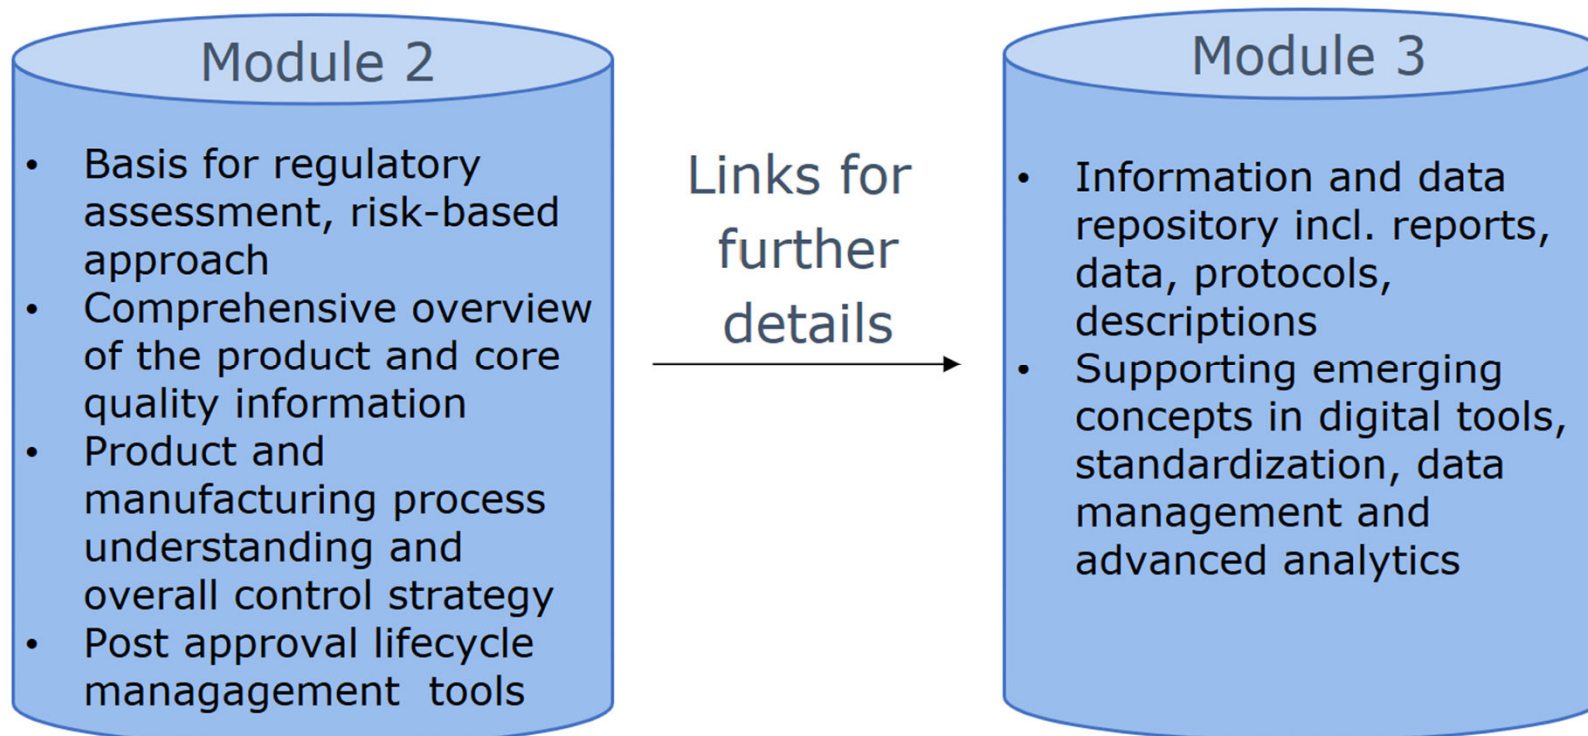 Module 2
• Basis for regulatory
assessment, risk-based
approach
• Comprehensive overview
of the product and core
quality information
• Product and
manufacturing process
understanding and
overall control strategy
• Post approval lifecycle
managagement tools
Links for
further
details
Module 3
• Information and data
repository incl. reports,
data, protocols,
descriptions
• Supporting emerging
concepts in digital tools,
standardization, data
management and
advanced analytics